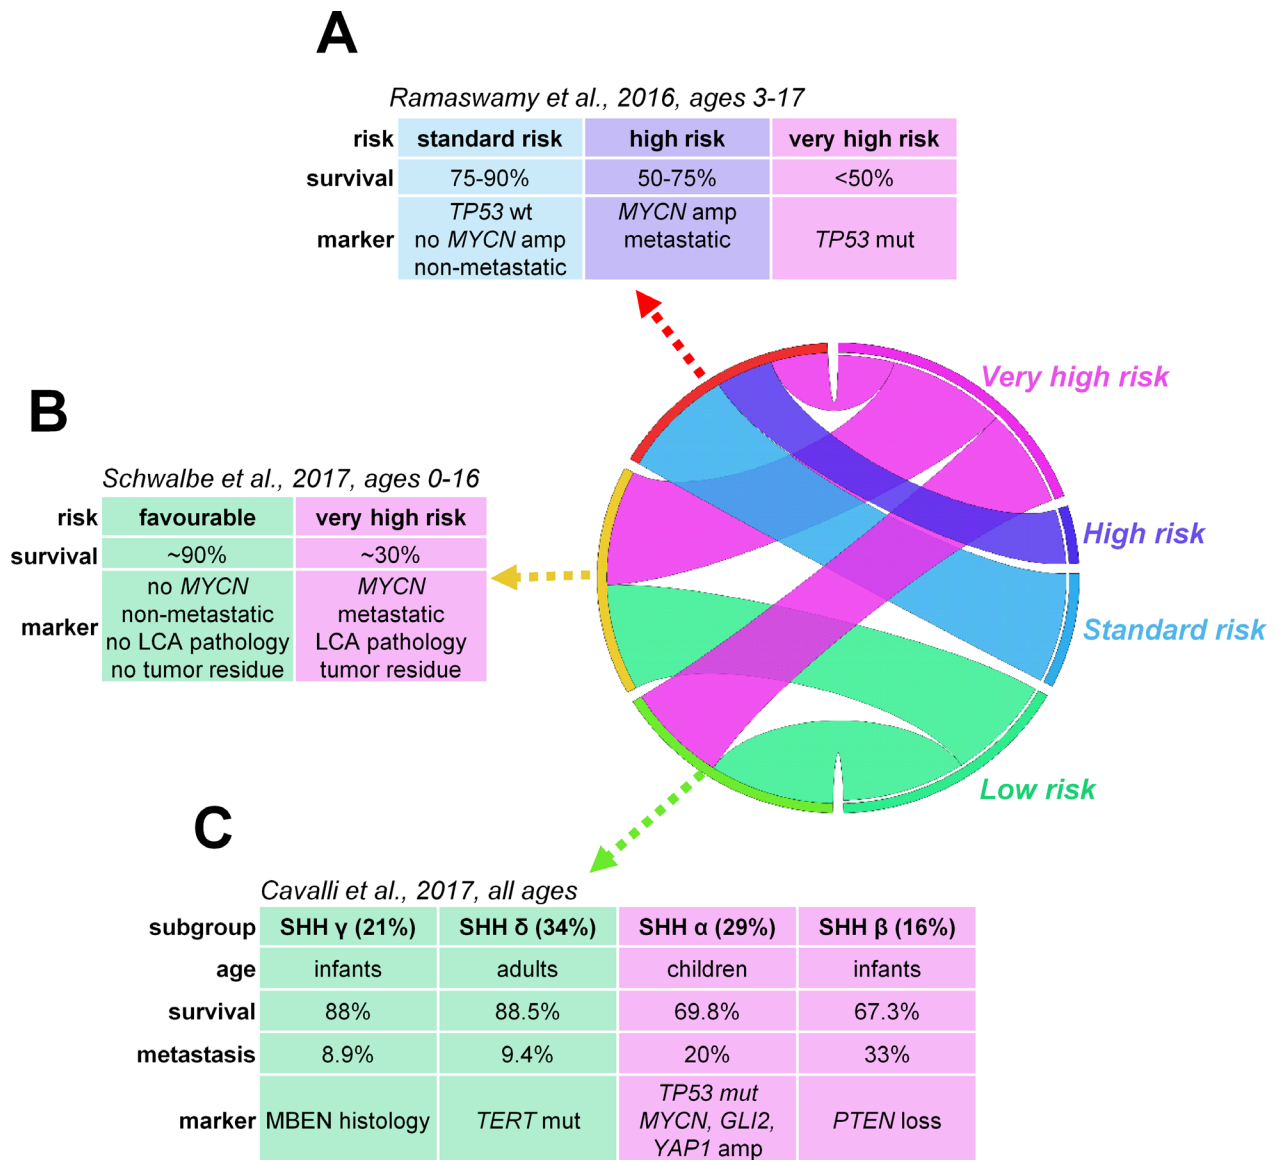 A
Ramaswamy et al., 2016, ages 3-17
risk standard risk high risk very high risk
survival 75-90% 50-75% <50%
marker
TP53 wt
no MYCN amp
non-metastatic
MYCN amp
metastatic
TP53 mut
Very high risk
High risk
Standard risk
Low risk
B
Schwalbe et al., 2017, ages 0-16
risk favourable very high risk
survival ~90% ~30%
marker
no MYCN
non-metastatic
no LCA pathology
no tumor residue
MYCN
metastatic
LCA pathology
tumor residue
C
Cavalli et al., 2017, all ages
subgroup SHH γ (21%) SHH δ (34%) SHH α (29%) SHH β (16%)
age infants adults children infants
survival 88% 88.5% 69.8% 67.3%
metastasis 8.9% 9.4% 20% 33%
marker
MBEN histology
TERT mut
TP53 mut
MYCN, GLI2,
YAP1 amp
PTEN loss